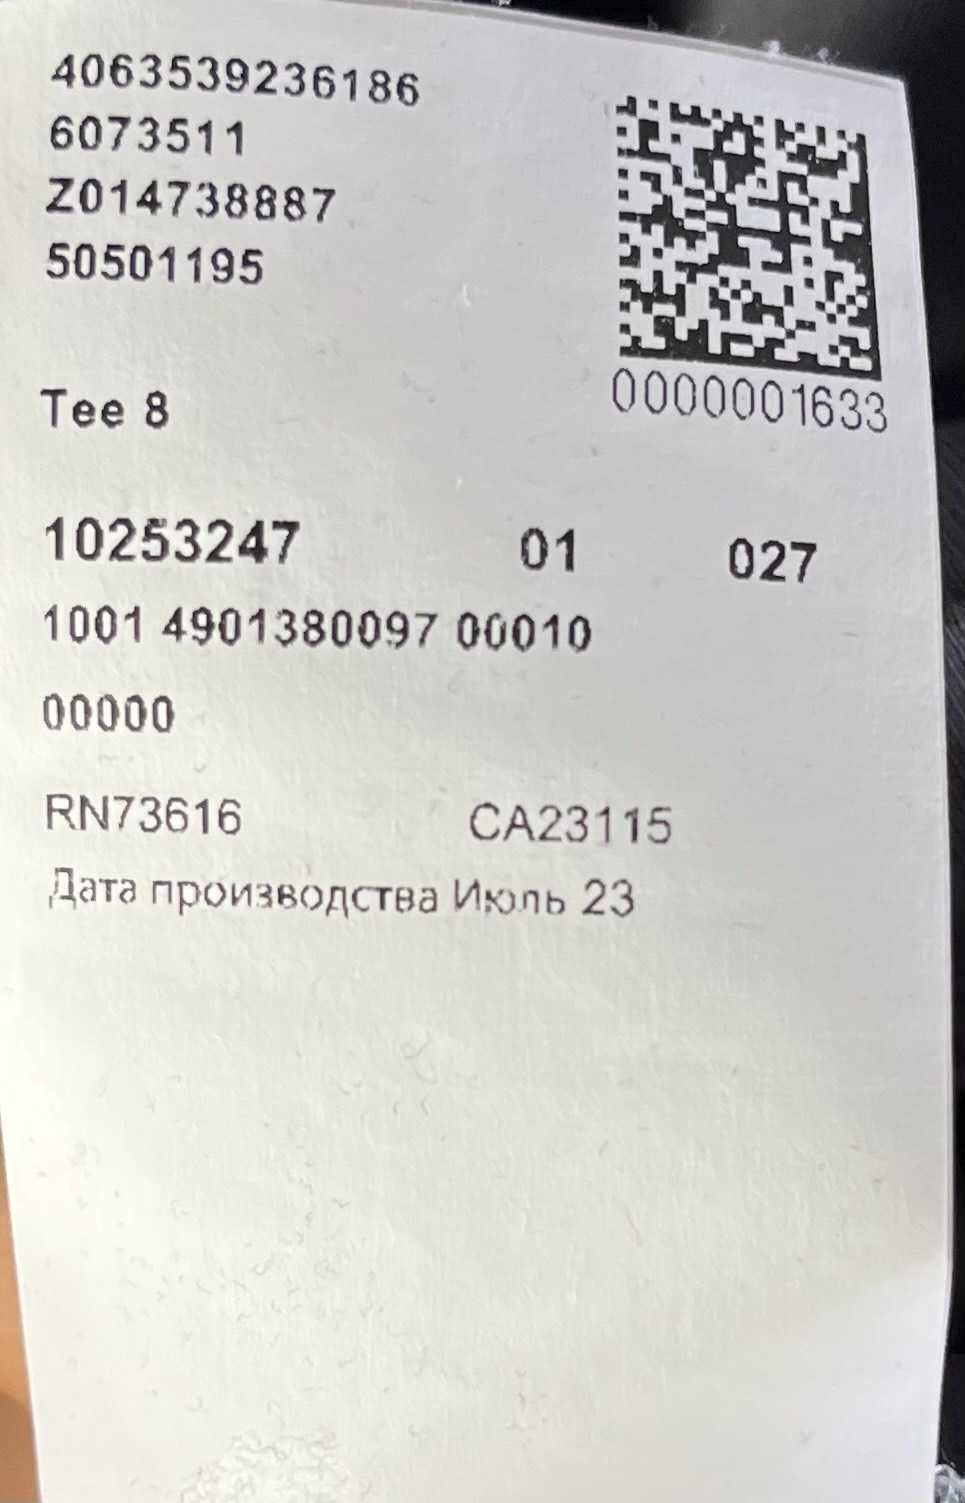 4063539236186
6073511
Z014738887
50501195
0000001633
Tee 8
10253247 01 027
1001 4901380097 00010
00000
RN73616 CA23115
Дата производства Июль 23